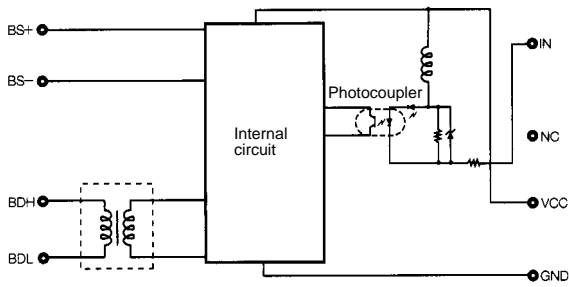 BS+
BS−
BDH
BDL
Internal
circuit
Photocoupler
IN
NC
VCC
GND